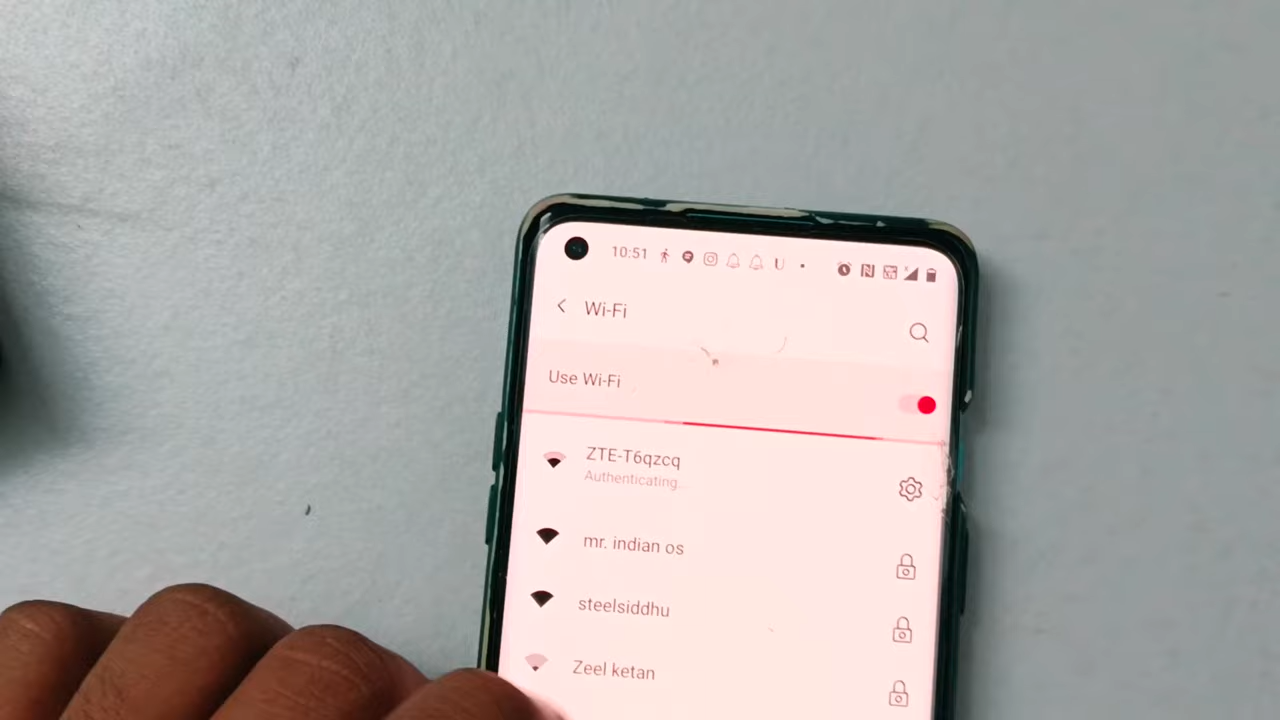 10:51
Wi-Fi
Use Wi-Fi
ZTE-T6qzcq
Authenticating..
mr. indian os
steelsiddhu
Zeel ketan